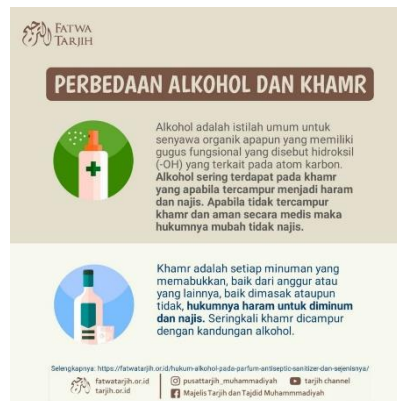 FATWA
TARJIH
PERBEDAAN ALKOHOL DAN KHAMR
Alkohol adalah istilah umum untuk
senyawa organik apapun yang memiliki
gugus fungsional yang disebut hidroksil
(-OH) yang terkait pada atom karbon.
Alkohol sering terdapat pada khamr
yang apabila tercampur menjadi haram
dan najis. Apabila tidak tercampur
khamr dan aman secara medis maka
hukumnya mubah tidak najis.
Khamr adalah setiap minuman yang
memabukkan, baik dari anggur atau
yang lainnya, baik dimasak ataupun
tidak, hukumnya haram untuk diminum
dan najis. Seringkali khamr dicampur
dengan kandungan alkohol.
Selengkapnya: https://fatwatarjih.or.id/hukum-alkohol-pada-parfum-antiseptic-sanitizer-dan-sejenisnya/
fatwatarjih.or.id
tarjih.or.id
pusattarjih_muhammadiyah
tarjih channel
Majelis Tarjih dan Tajdid Muhammmadiyah